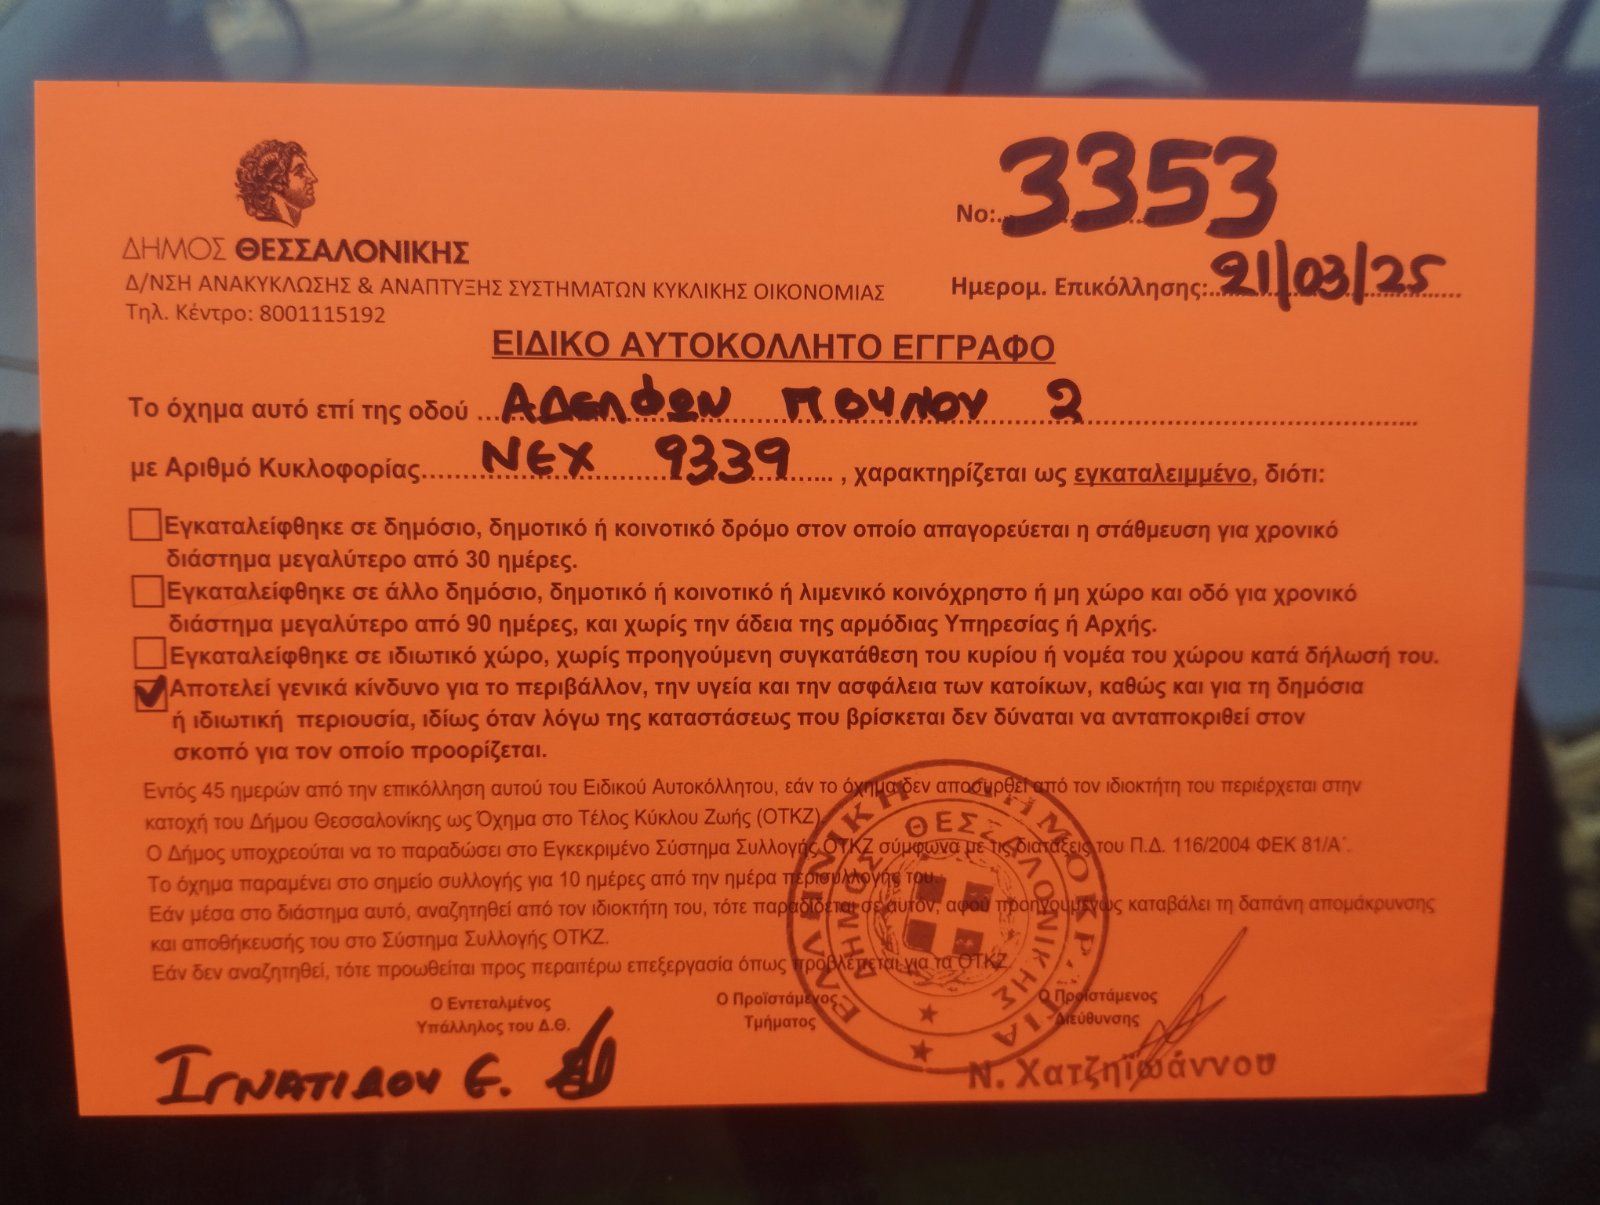 Νο: 3353
ΔΗΜΟΣ ΘΕΣΣΑΛΟΝΙΚΗΣ
Δ/ΝΣΗ ΑΝΑΚΥΚΛΩΣΗΣ & ΑΝΑΠΤΥΞΗΣ ΣΥΣΤΗΜΑΤΩΝ ΚΥΚΛΙΚΗΣ ΟΙΚΟΝΟΜΙΑΣ
Τηλ. Κέντρο: 8001115192
Ημερομ. Επικόλλησης: 21/03/25
ΕΙΔΙΚΟ ΑΥΤΟΚΟΛΛΗΤΟ ΕΓΓΡΑΦΟ
Το όχημα αυτό επί της οδού ΑΔΕΛΦΩΝ ΠΟΥΛΙΟΥ 2
με Αριθμό Κυκλοφορίας ΝΕΧ 9339, χαρακτηρίζεται ως εγκαταλειμμένο, διότι:
Εγκαταλείφθηκε σε δημόσιο, δημοτικό ή κοινοτικό δρόμο στον οποίο απαγορεύεται η στάθμευση για χρονικό
διάστημα μεγαλύτερο από 30 ημέρες.
Εγκαταλείφθηκε σε άλλο δημόσιο, δημοτικό ή κοινοτικό ή λιμενικό κοινόχρηστο ή μη χώρο και οδό για χρονικό
διάστημα μεγαλύτερο από 90 ημέρες, και χωρίς την άδεια της αρμόδιας Υπηρεσίας ή Αρχής.
Εγκαταλείφθηκε σε ιδιωτικό χώρο, χωρίς προηγούμενη συγκατάθεση του κυρίου ή νομέα του χώρου κατά δήλωσή του.
Αποτελεί γενικά κίνδυνο για το περιβάλλον, την υγεία και την ασφάλεια των κατοίκων, καθώς και για τη δημόσια
ή ιδιωτική περιουσία, ιδίως όταν λόγω της καταστάσεως που βρίσκεται δεν δύναται να ανταποκριθεί στον
σκοπό για τον οποίο προορίζεται.
Εντός 45 ημερών από την επικόλληση αυτού του Ειδικού Αυτοκόλλητου, εάν το όχημα δεν αποσυρθεί από τον ιδιοκτήτη του περιέρχεται στην
κατοχή του Δήμου Θεσσαλονίκης ως Όχημα στο Τέλος Κύκλου Ζωής (ΟΤΚΖ).
Ο Δήμος υποχρεούται να το παραδώσει στο Εγκεκριμένο Σύστημα Συλλογής ΟΤΚΖ σύμφωνα με τις διατάξεις του Π.Δ. 116/2004 ΦΕΚ 81/Α΄.
Το όχημα παραμένει στο σημείο συλλογής για 10 ημέρες από την ημέρα περισυλλογής του.
Εάν μέσα στο διάστημα αυτό, αναζητηθεί από τον ιδιοκτήτη του, τότε παραδίδεται σε αυτόν, αφού προηγουμένως καταβάλει τη δαπάνη απομάκρυνσης
και αποθήκευσής του στο Σύστημα Συλλογής ΟΤΚΖ.
Εάν δεν αναζητηθεί, τότε προωθείται προς περαιτέρω επεξεργασία όπως προβλέπεται για τα ΟΤΚΖ.
Ο Εντεταλμένος
Υπάλληλος του Δ.Θ.
Ο Προϊστάμενος
Τμήματος
Ο Προϊστάμενος
Διεύθυνσης
ΕΛΛΗΝΙΚΗ ΔΗΜΟΚΡΑΤΙΑ
ΔΗΜΟΣ ΘΕΣΣΑΛΟΝΙΚΗΣ
ΙΓΝΑΤΙΔΟΥ Ε.
Ν. Χατζηϊωάννου